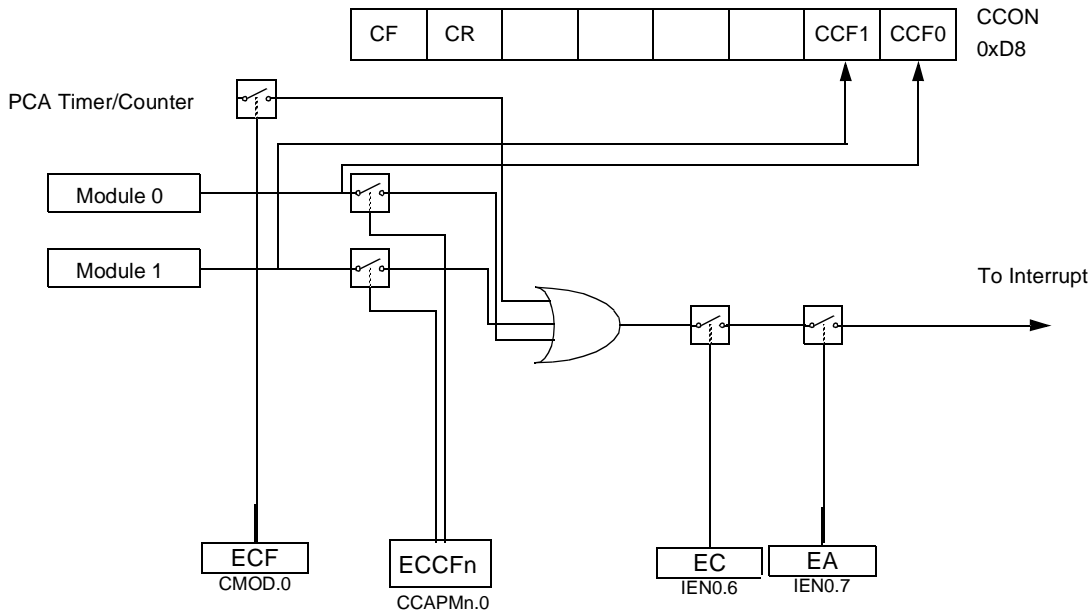 CF CR CCF1 CCF0 CCON
0xD8
PCA Timer/Counter
Module 0
Module 1
To Interrupt
ECF
CMOD.0
ECCFn
CCAPMn.0
EC
IEN0.6
EA
IEN0.7